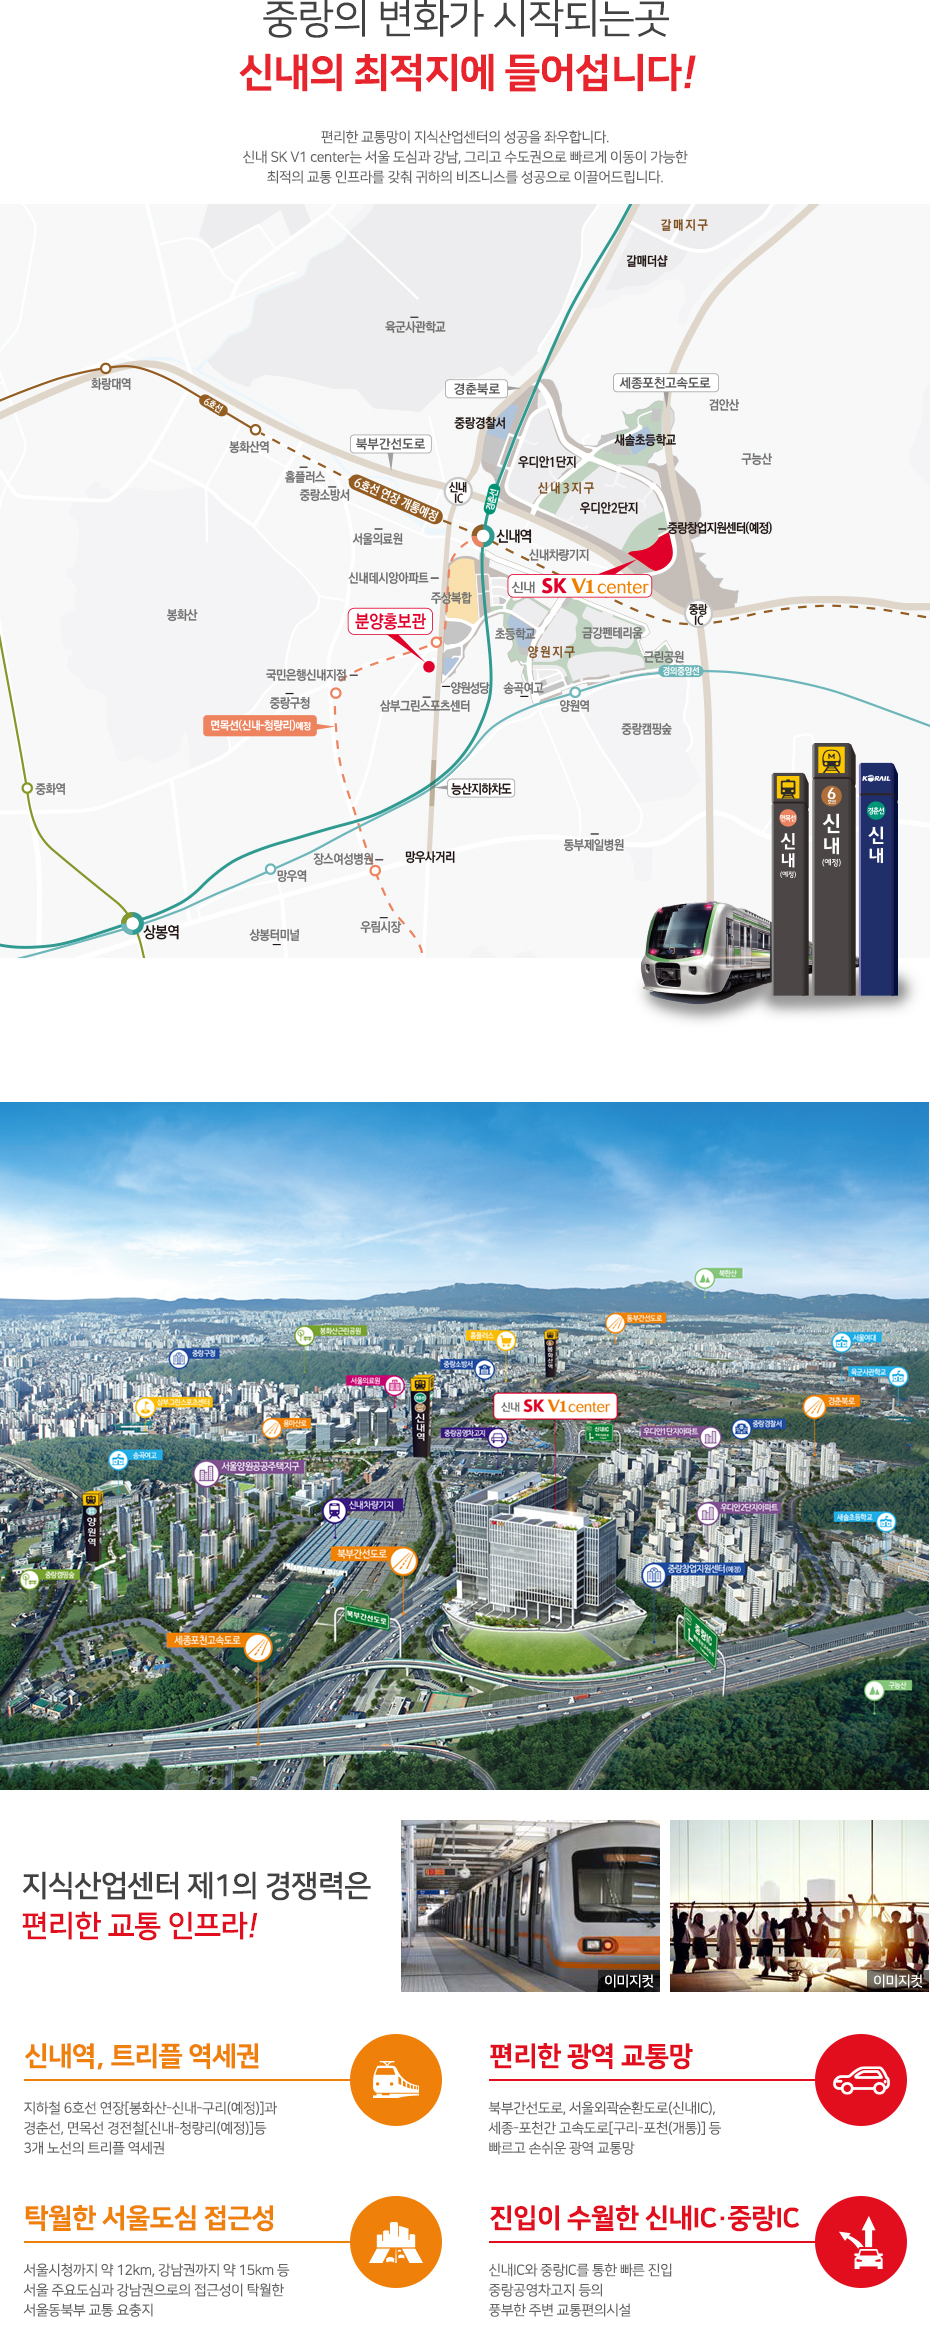 중랑의 변화가 시작되는곳
신내의 최적지에 들어섭니다!
편리한 교통망이 지식산업센터의 성공을 좌우합니다.
신내 SK V1 center는 서울 도심과 강남, 그리고 수도권으로 빠르게 이동이 가능한
최적의 교통 인프라를 갖춰 귀하의 비즈니스를 성공으로 이끌어드립니다.
갈매지구
갈매더샵
육군사관학교
화랑대역
6호선
봉화산역
경춘북로
세종포천고속도로
검안산
중랑경찰서
북부간선도로
새솔초등학교
구능산
우디안1단지
홈플러스
중랑소방서
6호선 연장 개통예정
신내
IC
경춘선
신내3지구
우디안2단지
중랑창업지원센터(예정)
서울의료원
신내역
신내차량기지
신내데시앙아파트
주상복합
신내 SK V1 center
봉화산
분양홍보관
중랑
IC
초등학교
금강펜테리움
양원지구
근린공원
경의중앙선
국민은행신내지점
중랑구청
양원성당
송곡여고
삼부그린스포츠센터
양원역
면목선(신내-청량리)예정
중랑캠핑숲
중화역
능산지하차도
KORAIL
면목선
신내
(예정)
6
호선
신내
(예정)
경춘선
신내
장스여성병원
망우사거리
동부제일병원
망우역
상봉역
상봉터미널
우림시장
북한산
봉화산근린공원
홈플러스
봉화산역
동부간선도로
서울여대
중랑구청
중랑소방서
육군사관학교
서울의료원
신내역
신내 SK V1 center
삼부그린스포츠센터
용마산로
중랑공영차고지
신내IC
우디안1단지아파트
중랑경찰서
경춘북로
송곡여고
서울양원공공주택지구
양원역
신내차량기지
우디안2단지아파트
새솔초등학교
북부간선도로
중랑캠핑숲
중랑창업지원센터(예정)
북부간선도로
중랑IC
세종포천고속도로
구능산
지식산업센터 제1의 경쟁력은
편리한 교통 인프라!
이미지컷
이미지컷
신내역, 트리플 역세권
지하철 6호선 연장[봉화산-신내-구리(예정)]과
경춘선, 면목선 경전철[신내-청량리(예정)]등
3개 노선의 트리플 역세권
편리한 광역 교통망
북부간선도로, 서울외곽순환도로(신내IC),
세종-포천간 고속도로[구리-포천(개통)] 등
빠르고 손쉬운 광역 교통망
탁월한 서울도심 접근성
서울시청까지 약 12km, 강남권까지 약 15km 등
서울 주요도심과 강남권으로의 접근성이 탁월한
서울동북부 교통 요충지
진입이 수월한 신내IC·중랑IC
신내IC와 중랑IC를 통한 빠른 진입
중랑공영차고지 등의
풍부한 주변 교통편의시설